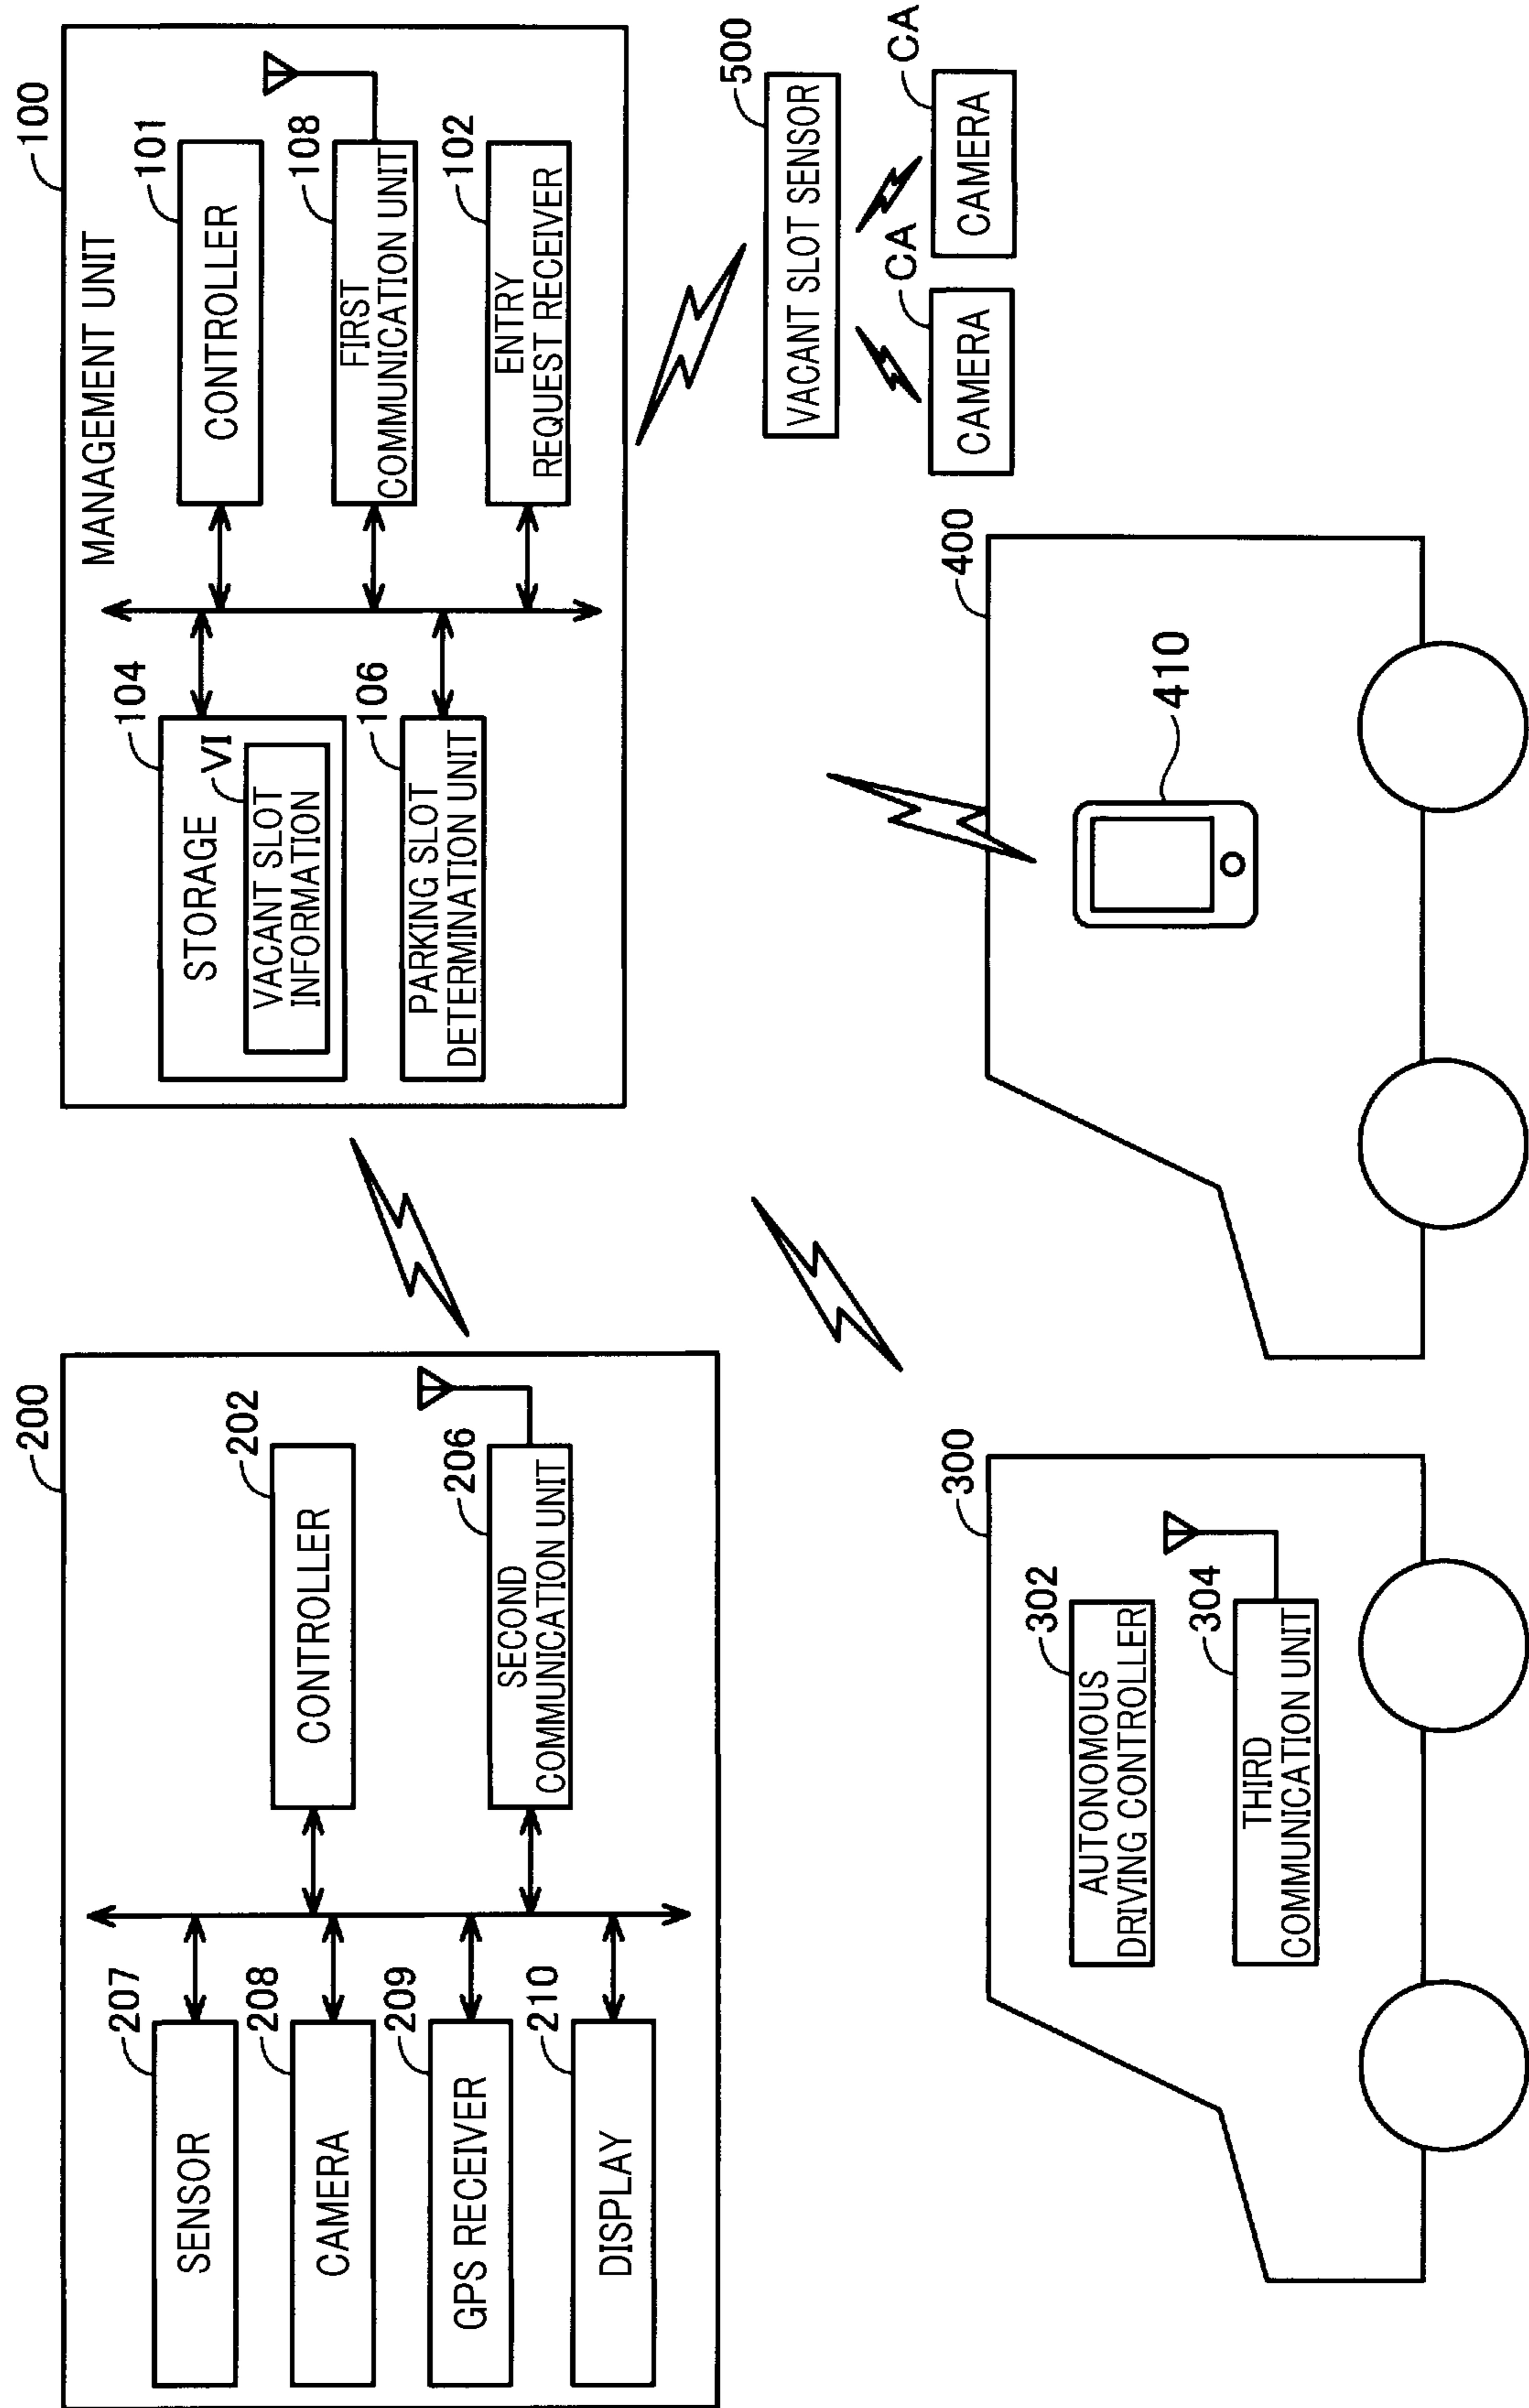 200
207
SENSOR
208
CAMERA
209
GPS RECEIVER
210
DISPLAY
202
CONTROLLER
206
SECOND
COMMUNICATION UNIT
100
MANAGEMENT UNIT
104
STORAGE
VI
VACANT SLOT
INFORMATION
106
PARKING SLOT
DETERMINATION UNIT
101
CONTROLLER
108
FIRST
COMMUNICATION UNIT
102
ENTRY
REQUEST RECEIVER
500
VACANT SLOT SENSOR
CA
CAMERA
CA
CAMERA
300
302
AUTONOMOUS
DRIVING CONTROLLER
304
THIRD
COMMUNICATION UNIT
400
410